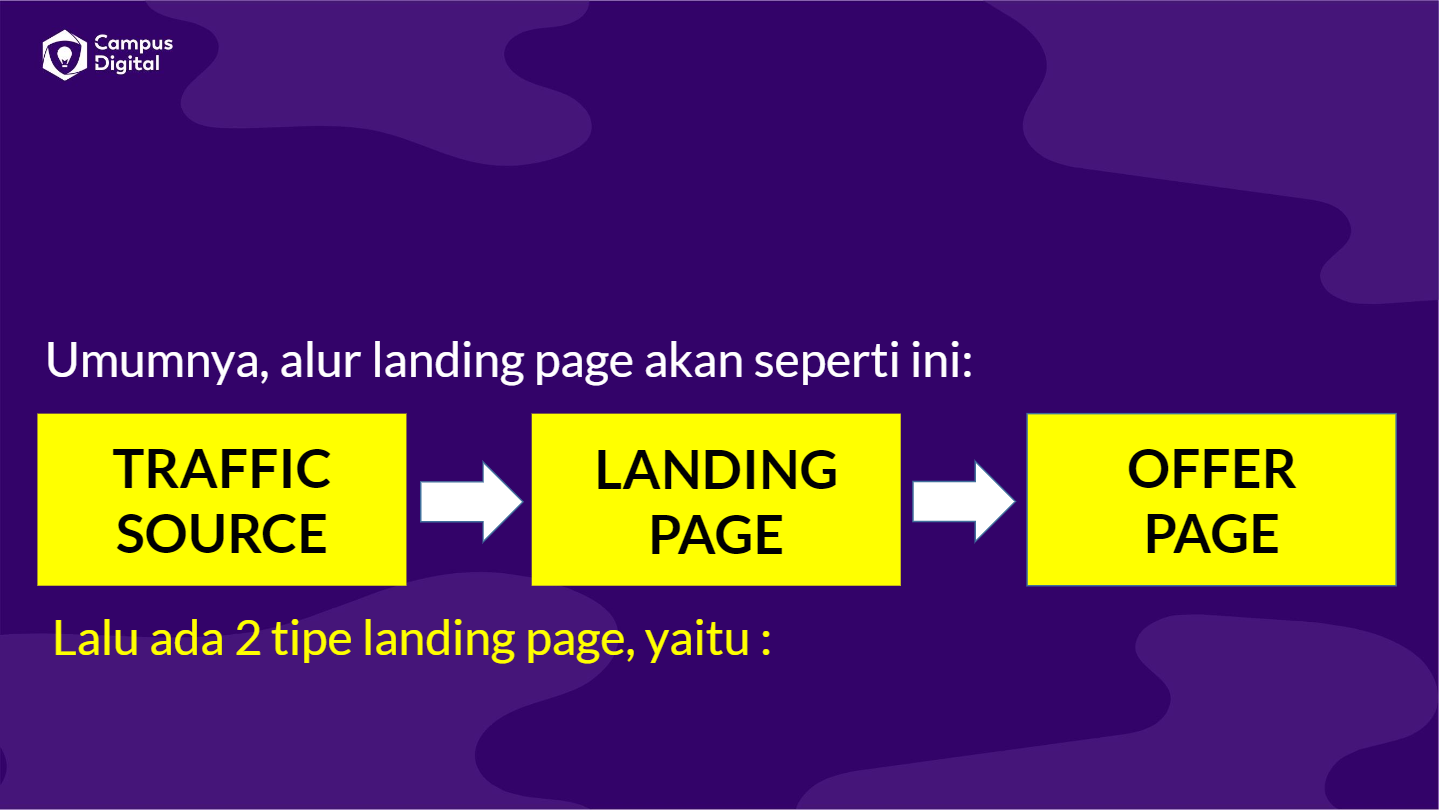 Campus
Digital
Umumnya, alur landing page akan seperti ini:
TRAFFIC
SOURCE
LANDING
PAGE
OFFER
PAGE
Lalu ada 2 tipe landing page, yaitu :